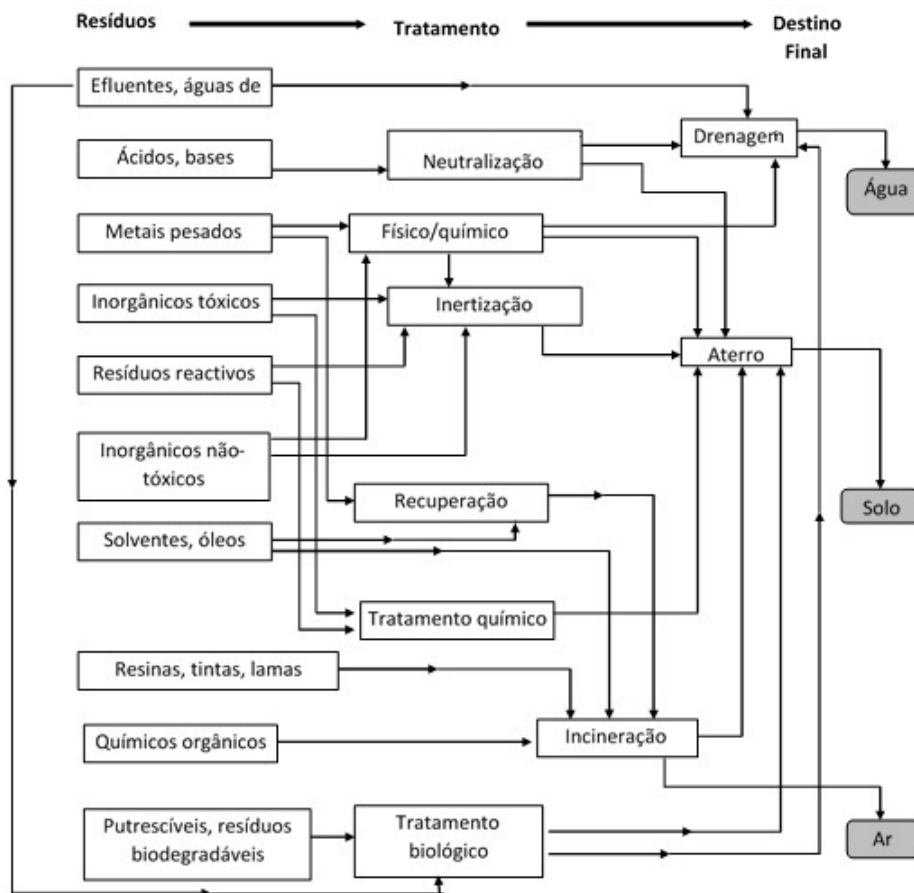 Resíduos
Tratamento
Destino
Final
Efluentes, águas de
Drenagem
Ácidos, bases
Neutralização
Água
Metais pesados
Físico/químico
Inorgânicos tóxicos
Inertização
Aterro
Resíduos reactivos
Inorgânicos não-
tóxicos
Recuperação
Solo
Solventes, óleos
Tratamento químico
Resinas, tintas, lamas
Químicos orgânicos
Incineração
Putrescíveis, resíduos
biodegradáveis
Tratamento
biológico
Ar